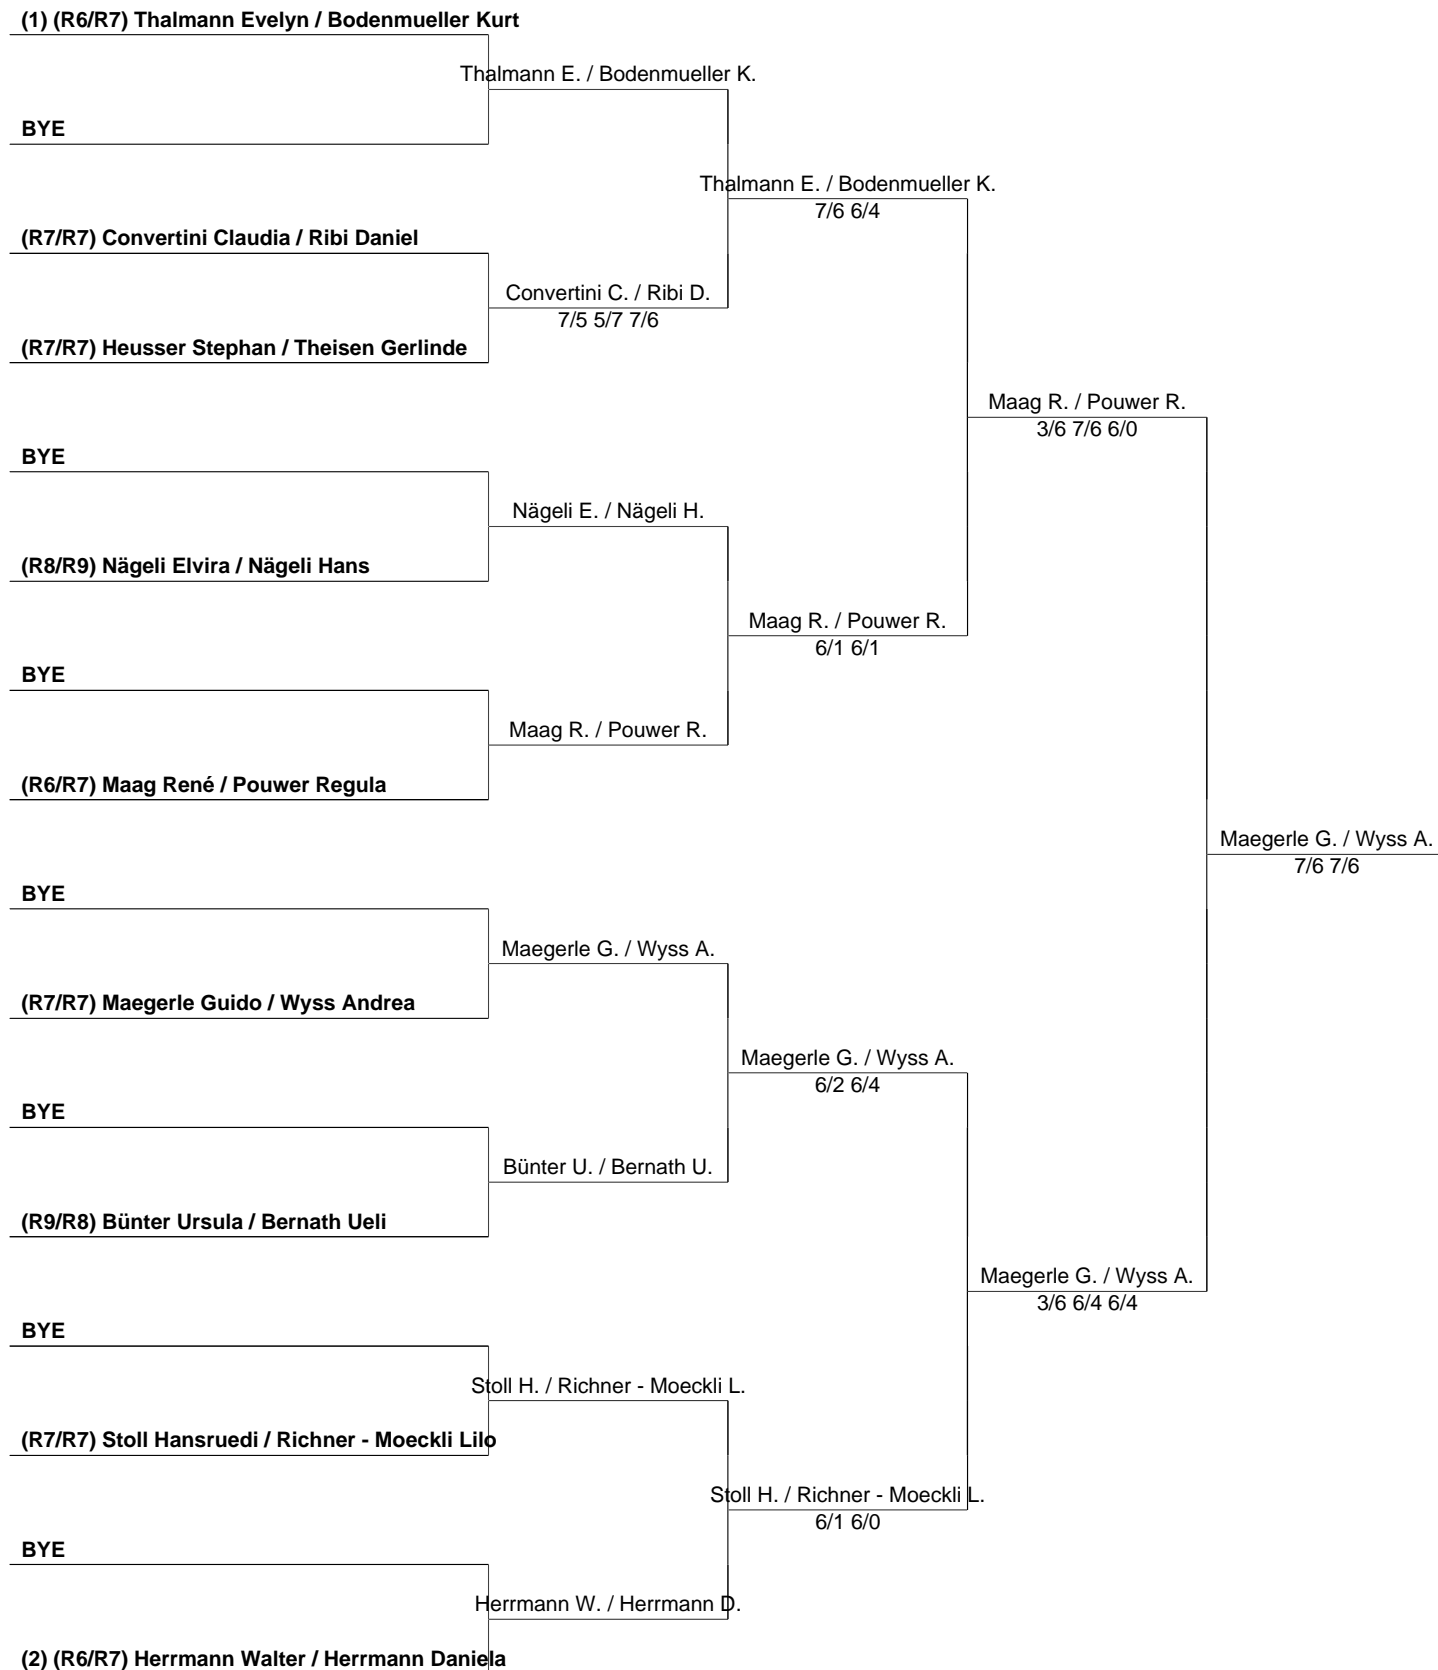 (1) (R6/R7) Thalmann Evelyn / Bodenmueller Kurt
Thalmann E. / Bodenmueller K.
BYE
Thalmann E. / Bodenmueller K.
7/6 6/4
(R7/R7) Convertini Claudia / Ribi Daniel
Convertini C. / Ribi D.
7/5 5/7 7/6
(R7/R7) Heusser Stephan / Theisen Gerlinde
Maag R. / Pouwer R.
3/6 7/6 6/0
BYE
Nägeli E. / Nägeli H.
(R8/R9) Nägeli Elvira / Nägeli Hans
Maag R. / Pouwer R.
6/1 6/1
BYE
Maag R. / Pouwer R.
(R6/R7) Maag René / Pouwer Regula
Maegerle G. / Wyss A.
7/6 7/6
BYE
Maegerle G. / Wyss A.
(R7/R7) Maegerle Guido / Wyss Andrea
Maegerle G. / Wyss A.
6/2 6/4
BYE
Bünter U. / Bernath U.
(R9/R8) Bünter Ursula / Bernath Ueli
Maegerle G. / Wyss A.
3/6 6/4 6/4
BYE
Stoll H. / Richner - Moeckli L.
(R7/R7) Stoll Hansruedi / Richner - Moeckli Lilo
Stoll H. / Richner - Moeckli L.
6/1 6/0
BYE
Herrmann W. / Herrmann D.
(2) (R6/R7) Herrmann Walter / Herrmann Daniela